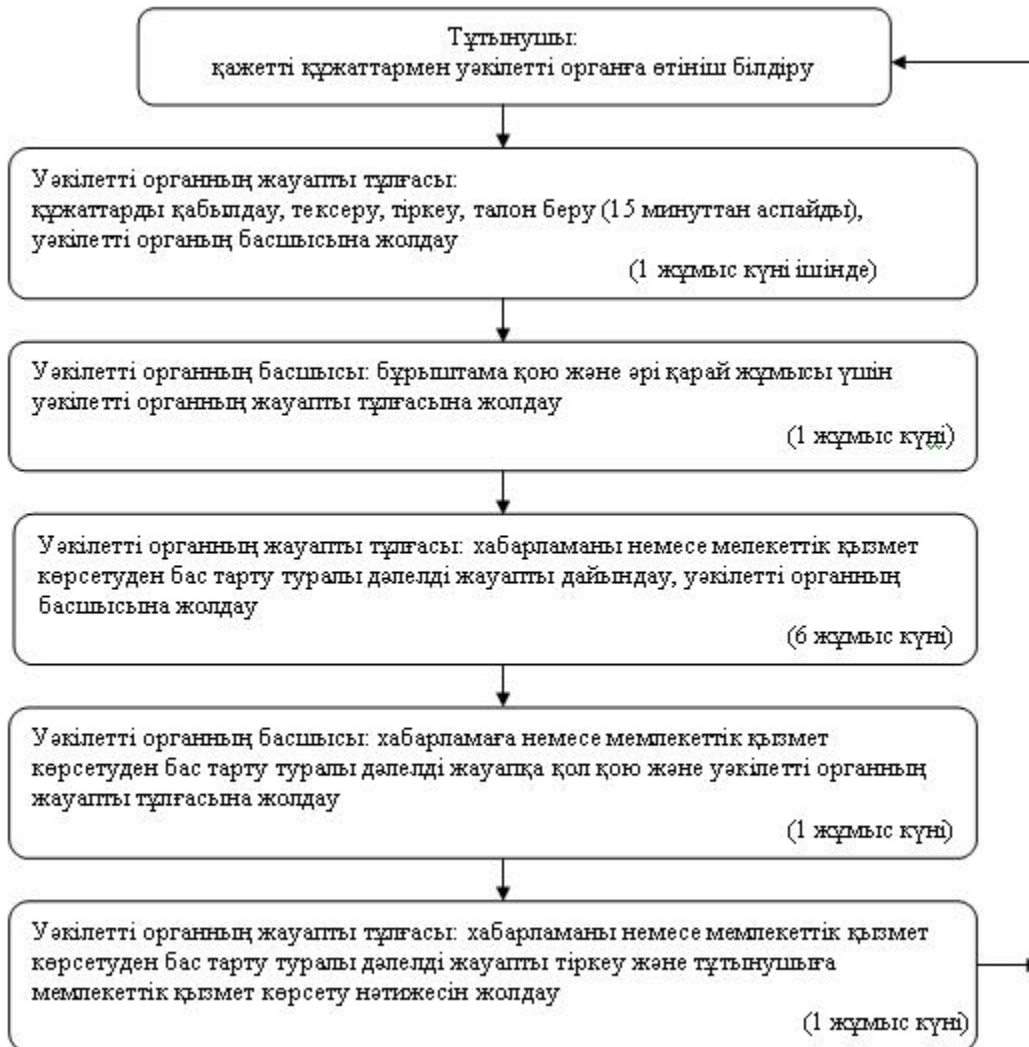 Тұтынушы:
қажетті құжаттармен уәкілетті органға өтініш білдіру
Уәкілетті органның жауапты тұлғасы:
құжаттарды қабылдау, тексеру, тіркеу, талон беру (15 минуттан аспайды),
уәкілетті органың басшысына жолдау
(1 жұмыс күні ішінде)
Уәкілетті органның басшысы: бұрыштама қою және әрі қарай жұмысы үшін
уәкілетті органның жауапты тұлғасына жолдау
(1 жұмыс күні)
Уәкілетті органның жауапты тұлғасы: хабарламаны немесе мелекеттік қызмет
көрсетуден бас тарту туралы дәлелді жауапты дайындау, уәкілетті органның
басшысына жолдау
(6 жұмыс күні)
Уәкілетті органның басшысы: хабарламаға немесе мемлекеттік қызмет
көрсетуден бас тарту туралы дәлелді жауапқа қол қою және уәкілетті органның
жауапты тұлғасына жолдау
(1 жұмыс күні)
Уәкілетті органның жауапты тұлғасы: хабарламаны немесе мемлекеттік қызмет
көрсетуден бас тарту туралы дәлелді жауапты тіркеу және тұтынушыға
мемлекеттік қызмет көрсету нәтижесін жолдау
(1 жұмыс күні)